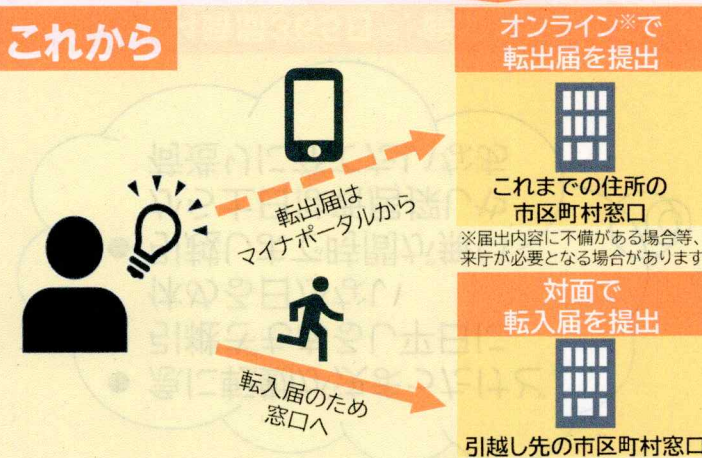 これから
オンライン※で
転出届を提出
転出届は
マイナポータルから
これまでの住所の
市区町村窓口
※届出内容に不備がある場合等、
来庁が必要となる場合があります
対面で
転入届を提出
転入届のため
窓口へ
引越し先の市区町村窓口